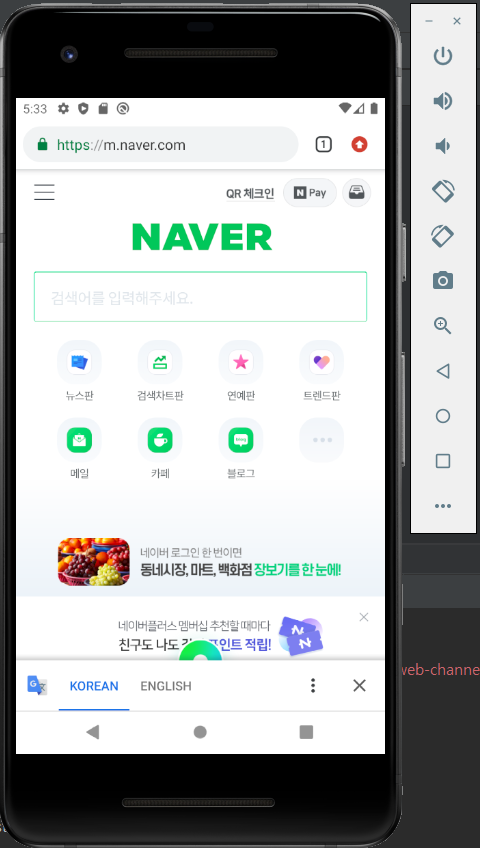 5:33
https://m.naver.com
1
QR 체크인
N Pay
NAVER
검색어를 입력해주세요.
뉴스판
검색차트판
연예판
트렌드판
메일
카페
블로그
네이버 로그인 한 번이면
동네시장, 마트, 백화점 장보기를 한 눈에!
네이버플러스 멤버십 추천할 때마다
친구도 나도 포인트 적립!
KOREAN
ENGLISH
web-channe